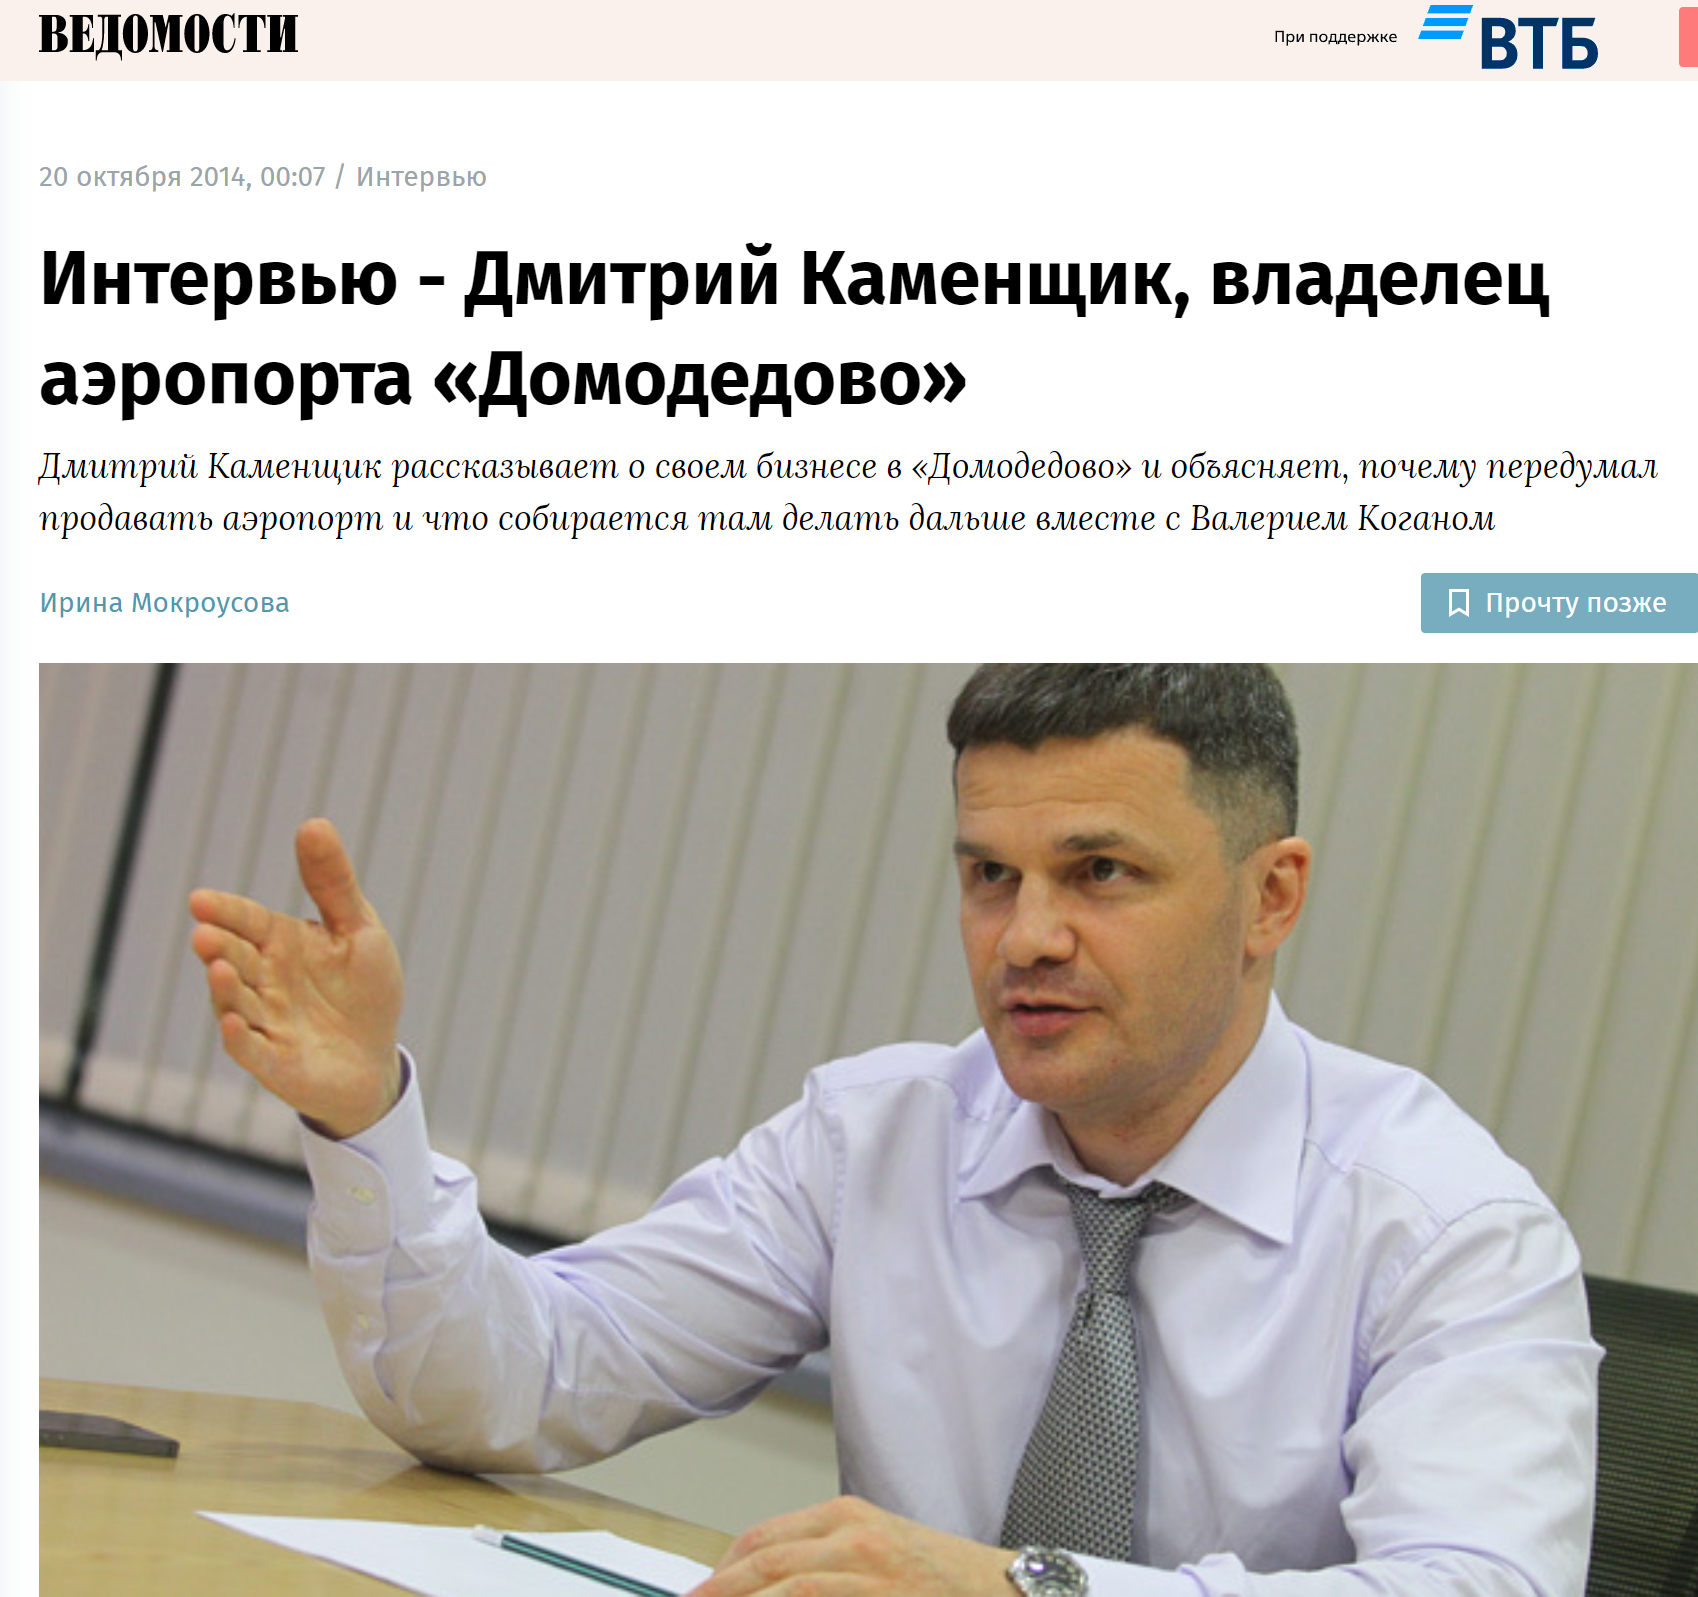 ВЕДОМОСТИ
При поддержке
ВТБ
20 октября 2014, 00:07 / Интервью
Интервью - Дмитрий Каменщик, владелец
аэропорта «Домодедово»
Дмитрий Каменщик рассказывает о своем бизнесе в «Домодедово» и объясняет, почему передумал
продавать аэропорт и что собирается там делать дальше вместе с Валерием Коганом
Ирина Мокроусова
Прочту позже